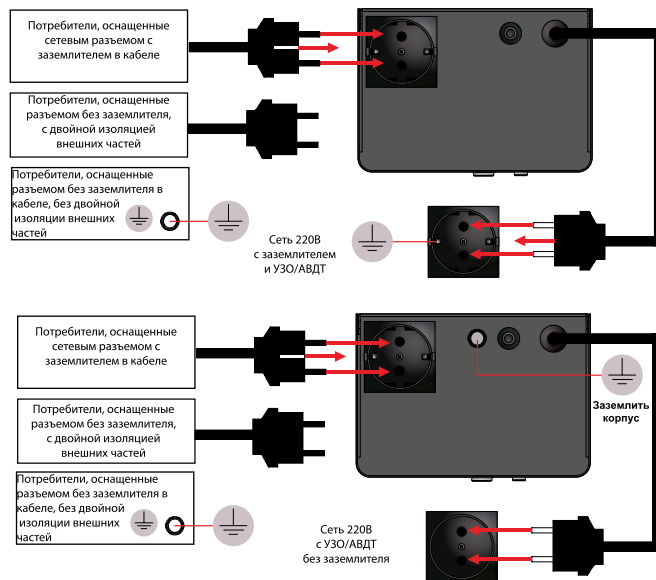 Потребители, оснащенные
сетевым разъемом с
заземлителем в кабеле
Потребители, оснащенные
разъемом без заземлителя,
с двойной изоляцией
внешних частей
Потребители, оснащенные
разъемом без заземлителя в
кабеле, без двойной
изоляции внешних
частей
Сеть 220В
с заземлителем
и УЗО/АВДТ
Потребители, оснащенные
сетевым разъемом с
заземлителем в кабеле
Заземлить
корпус
Потребители, оснащенные
разъемом без заземлителя,
с двойной изоляцией
внешних частей
Потребители, оснащенные
разъемом без заземлителя в
кабеле, без двойной
изоляции внешних
частей
Сеть 220В
с УЗО/АВДТ
без заземлителя